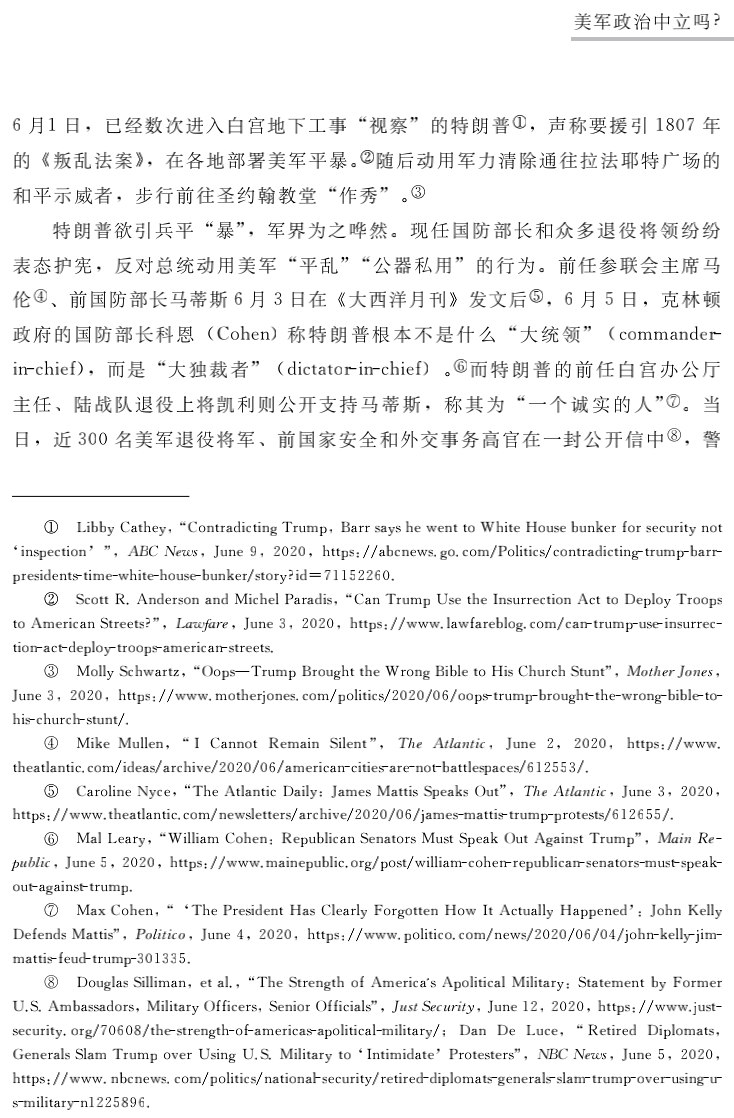 美军政治中立吗?
6月1日，已经数次进入白宫地下工事“视察”的特朗普①，声称要援引1807年
的《叛乱法案》，在各地部署美军平暴。②随后动用军力清除通往拉法耶特广场的
和平示威者，步行前往圣约翰教堂“作秀”。③
特朗普欲引兵平“暴”，军界为之哗然。现任国防部长和众多退役将领纷纷
表态护宪，反对总统动用美军“平乱”“公器私用”的行为。前任参联会主席马
伦④、前国防部长马蒂斯6月3日在《大西洋月刊》发文后⑤，6月5日，克林顿
政府的国防部长科恩（Cohen）称特朗普根本不是什么“大统领”（commander-
in-chief），而是“大独裁者”（dictator-in-chief）。⑥而特朗普的前任白宫办公厅
主任、陆战队退役上将凯利则公开支持马蒂斯，称其为“一个诚实的人”⑦。当
日，近300名美军退役将军、前国家安全和外交事务高官在一封公开信中⑧，警
① Libby Cathey, “Contradicting Trump, Barr says he went to White House bunker for security not
‘inspection’”, ABC News, June 9, 2020, https://abcnews.go.com/Politics/contradicting-trump-barr-
presidents-time-white-house-bunker/story?id=71152260.
② Scott R. Anderson and Michel Paradis, “Can Trump Use the Insurrection Act to Deploy Troops
to American Streets?”, Lawfare, June 3, 2020, https://www.lawfareblog.com/can-trump-use-insurrec-
tion-act-deploy-troops-american-streets.
③ Molly Schwartz, “Oops—Trump Brought the Wrong Bible to His Church Stunt”, Mother Jones,
June 3, 2020, https://www.motherjones.com/politics/2020/06/oops-trump-brought-the-wrong-bible-to-
his-church-stunt/.
④ Mike Mullen, “I Cannot Remain Silent”, The Atlantic, June 2, 2020, https://www.
theatlantic.com/ideas/archive/2020/06/american-cities-are-not-battlespaces/612553/.
⑤ Caroline Nyce, “The Atlantic Daily: James Mattis Speaks Out”, The Atlantic, June 3, 2020,
https://www.theatlantic.com/newsletters/archive/2020/06/james-mattis-trump-protests/612655/.
⑥ Mal Leary, “William Cohen: Republican Senators Must Speak Out Against Trump”, Main Re-
public, June 5, 2020, https://www.mainepublic.org/post/william-cohen-republican-senators-must-speak-
out-against-trump.
⑦ Max Cohen, “‘The President Has Clearly Forgotten How It Actually Happened’: John Kelly
Defends Mattis”, Politico, June 4, 2020, https://www.politico.com/news/2020/06/04/john-kelly-jim-
mattis-feud-trump-301335.
⑧ Douglas Silliman, et al., “The Strength of America's Apolitical Military: Statement by Former
U.S. Ambassadors, Military Officers, Senior Officials”, Just Security, June 12, 2020, https://www.just-
security.org/70608/the-strength-of-americas-apolitical-military/; Dan De Luce, “Retired Diplomats,
Generals Slam Trump over Using U.S. Military to ‘Intimidate’ Protesters”, NBC News, June 5, 2020,
https://www.nbcnews.com/politics/national-security/retired-diplomats-generals-slam-trump-over-using-u-
s-military-n1225896.